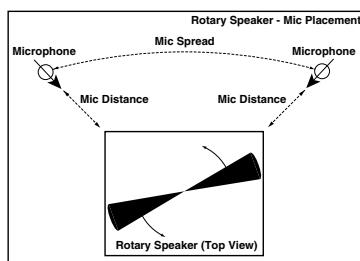 Rotary Speaker - Mic Placement
Mic Spread
Microphone
Microphone
Mic Distance
Mic Distance
Rotary Speaker (Top View)